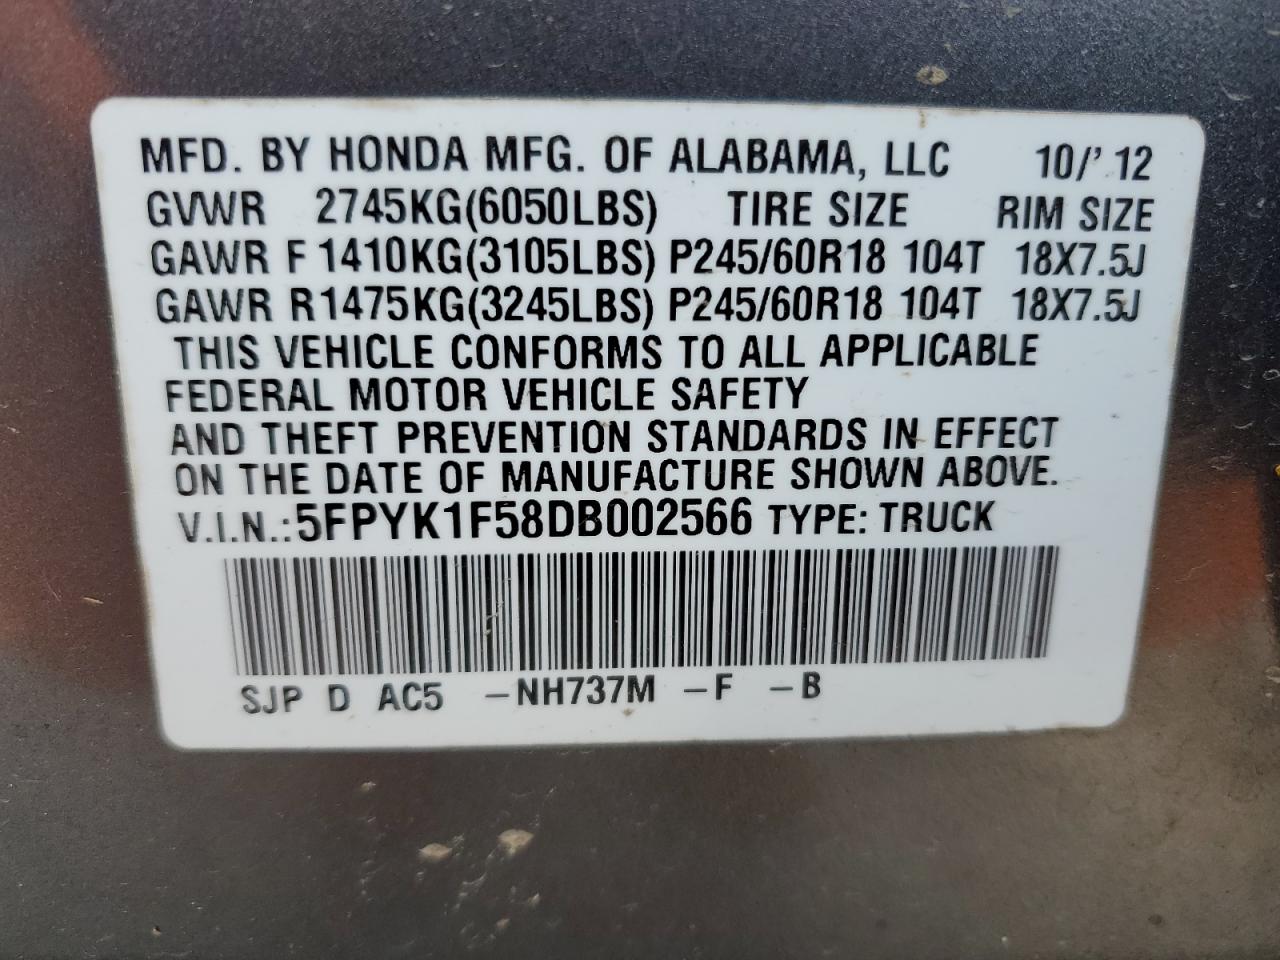 MFD. BY HONDA MFG. OF ALABAMA, LLC 10/'12
GVWR 2745KG(6050LBS) TIRE SIZE RIM SIZE
GAWR F 1410KG(3105LBS) P245/60R18 104T 18X7.5J
GAWR R1475KG(3245LBS) P245/60R18 104T 18X7.5J
THIS VEHICLE CONFORMS TO ALL APPLICABLE
FEDERAL MOTOR VEHICLE SAFETY
AND THEFT PREVENTION STANDARDS IN EFFECT
ON THE DATE OF MANUFACTURE SHOWN ABOVE.
V.I.N.:5FPYK1F58DB002566 TYPE: TRUCK
SJP D AC5 -NH737M -F -B